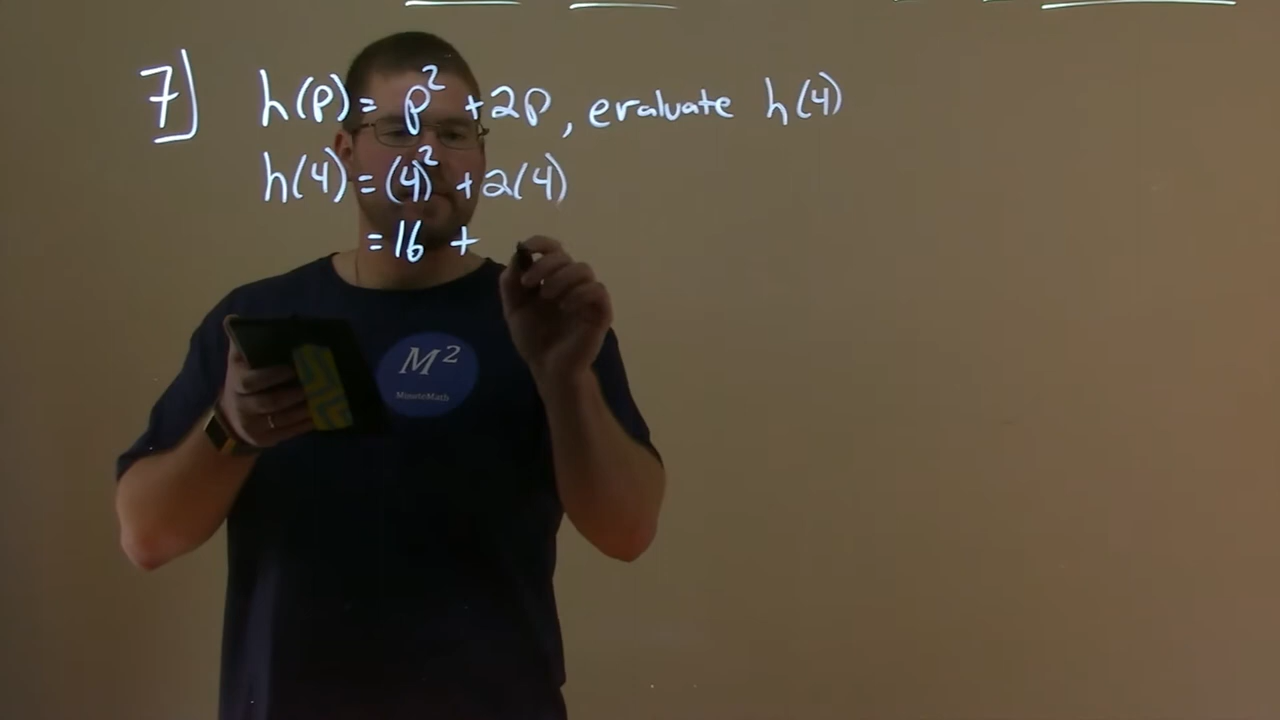 7] h(p) = p² + 2p, evaluate h(4)
h(4) = (4)² + 2(4)
= 16 +
M²
MinuteMath